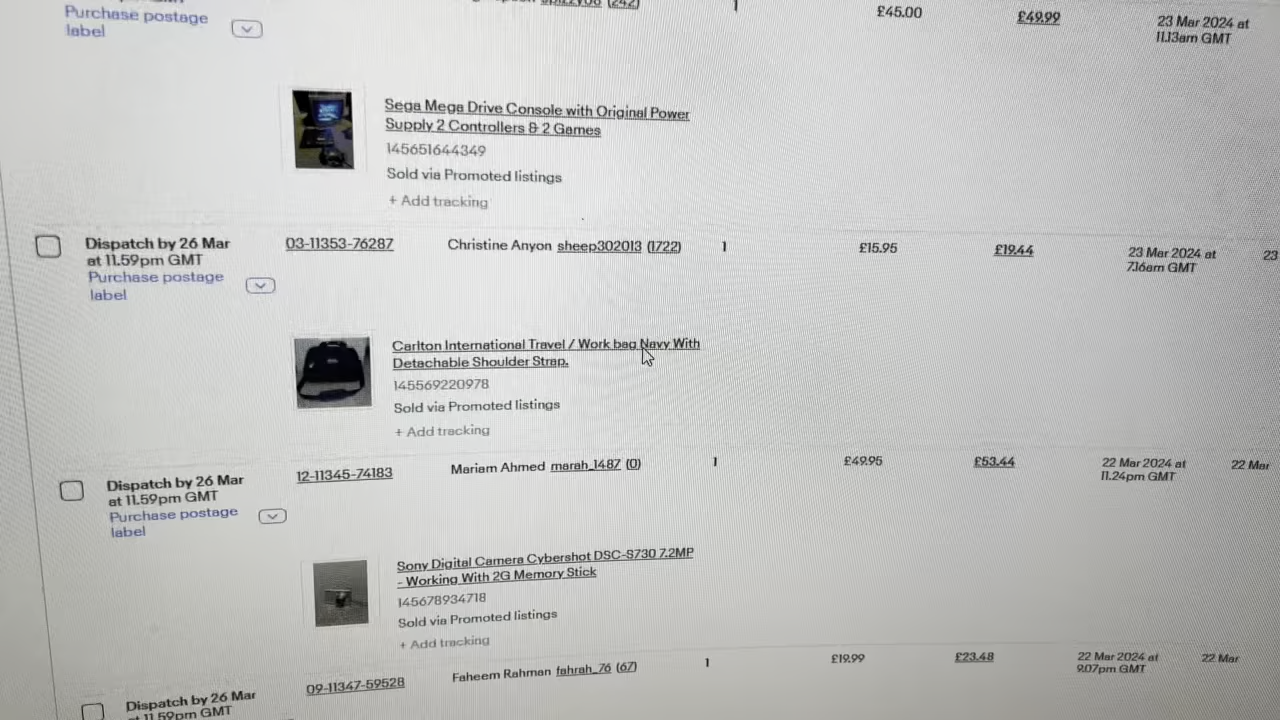 Purchase postage
label
(242)
1
£45.00
£49.99
23 Mar 2024 at
11.13am GMT
Sega Mega Drive Console with Original Power
Supply 2 Controllers & 2 Games
145651644349
Sold via Promoted listings
+ Add tracking
Dispatch by 26 Mar
at 11.59pm GMT
Purchase postage
label
03-11353-76287
Christine Anyon sheep302013 (1722)
1
£15.95
£19.44
23 Mar 2024 at
7.16am GMT
23
Carlton International Travel / Work bag Navy With
Detachable Shoulder Strap.
145569220978
Sold via Promoted listings
+ Add tracking
Dispatch by 26 Mar
at 11.59pm GMT
Purchase postage
label
12-11345-74183
Mariam Ahmed marah_1487 (0)
1
£49.95
£53.44
22 Mar 2024 at
11.24pm GMT
22 Mar
Sony Digital Camera Cybershot DSC-S730 7.2MP
- Working With 2G Memory Stick
145678934718
Sold via Promoted listings
+ Add tracking
Dispatch by 26 Mar
at 11.59pm GMT
09-11347-59528
Faheem Rahman fahrah_76 (67)
1
£19.99
£23.48
22 Mar 2024 at
9.07pm GMT
22 Mar